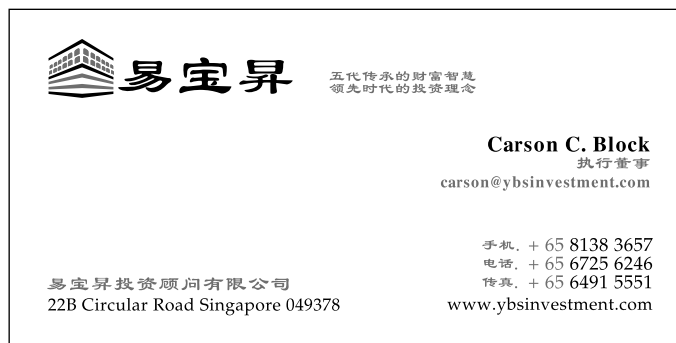 易宝昇
五代传承的财富智慧
领先时代的投资理念
Carson C. Block
执行董事
carson@ybsinvestment.com
手机. + 65 8138 3657
电话. + 65 6725 6246
传真. + 65 6491 5551
www.ybsinvestment.com
易宝昇投资顾问有限公司
22B Circular Road Singapore 049378